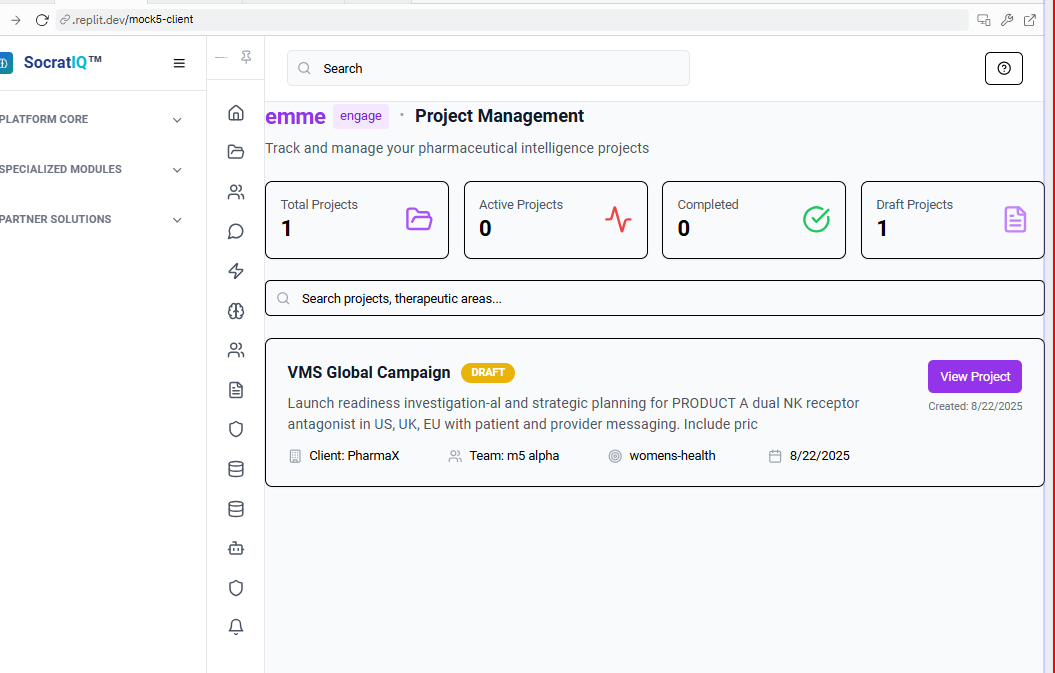 .replit.dev/mock5-client
SocratIQ™
PLATFORM CORE
SPECIALIZED MODULES
PARTNER SOLUTIONS
Search
emme engage • Project Management
Track and manage your pharmaceutical intelligence projects
Total Projects
1
Active Projects
0
Completed
0
Draft Projects
1
Search projects, therapeutic areas...
VMS Global Campaign DRAFT
View Project
Launch readiness investigation-al and strategic planning for PRODUCT A dual NK receptor
antagonist in US, UK, EU with patient and provider messaging. Include pric
Created: 8/22/2025
Client: PharmaX
Team: m5 alpha
womens-health
8/22/2025